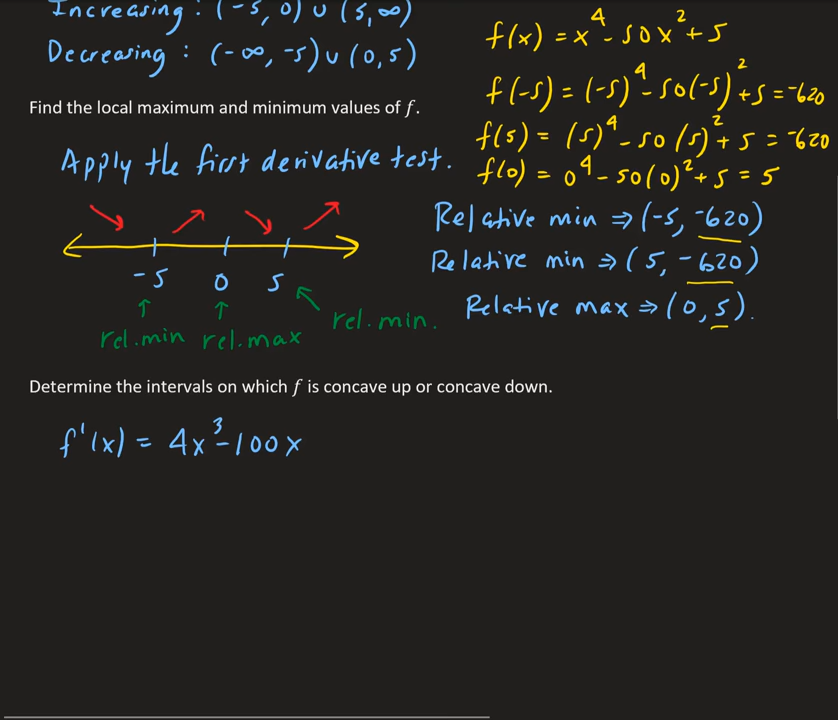 Increasing : (-5, 0) ∪ (5, ∞)
Decreasing : (-∞, -5) ∪ (0, 5)
Find the local maximum and minimum values of f.
Apply the first derivative test.
-5 0 5
rel.min rel.max rel.min.
f(x) = x⁴ - 50x² + 5
f(-5) = (-5)⁴ - 50(-5)² + 5 = -620
f(5) = (5)⁴ - 50(5)² + 5 = -620
f(0) = 0⁴ - 50(0)² + 5 = 5
Relative min ⇒ (-5, -620)
Relative min ⇒ (5, -620)
Relative max ⇒ (0, 5).
Determine the intervals on which f is concave up or concave down.
f'(x) = 4x³ - 100x